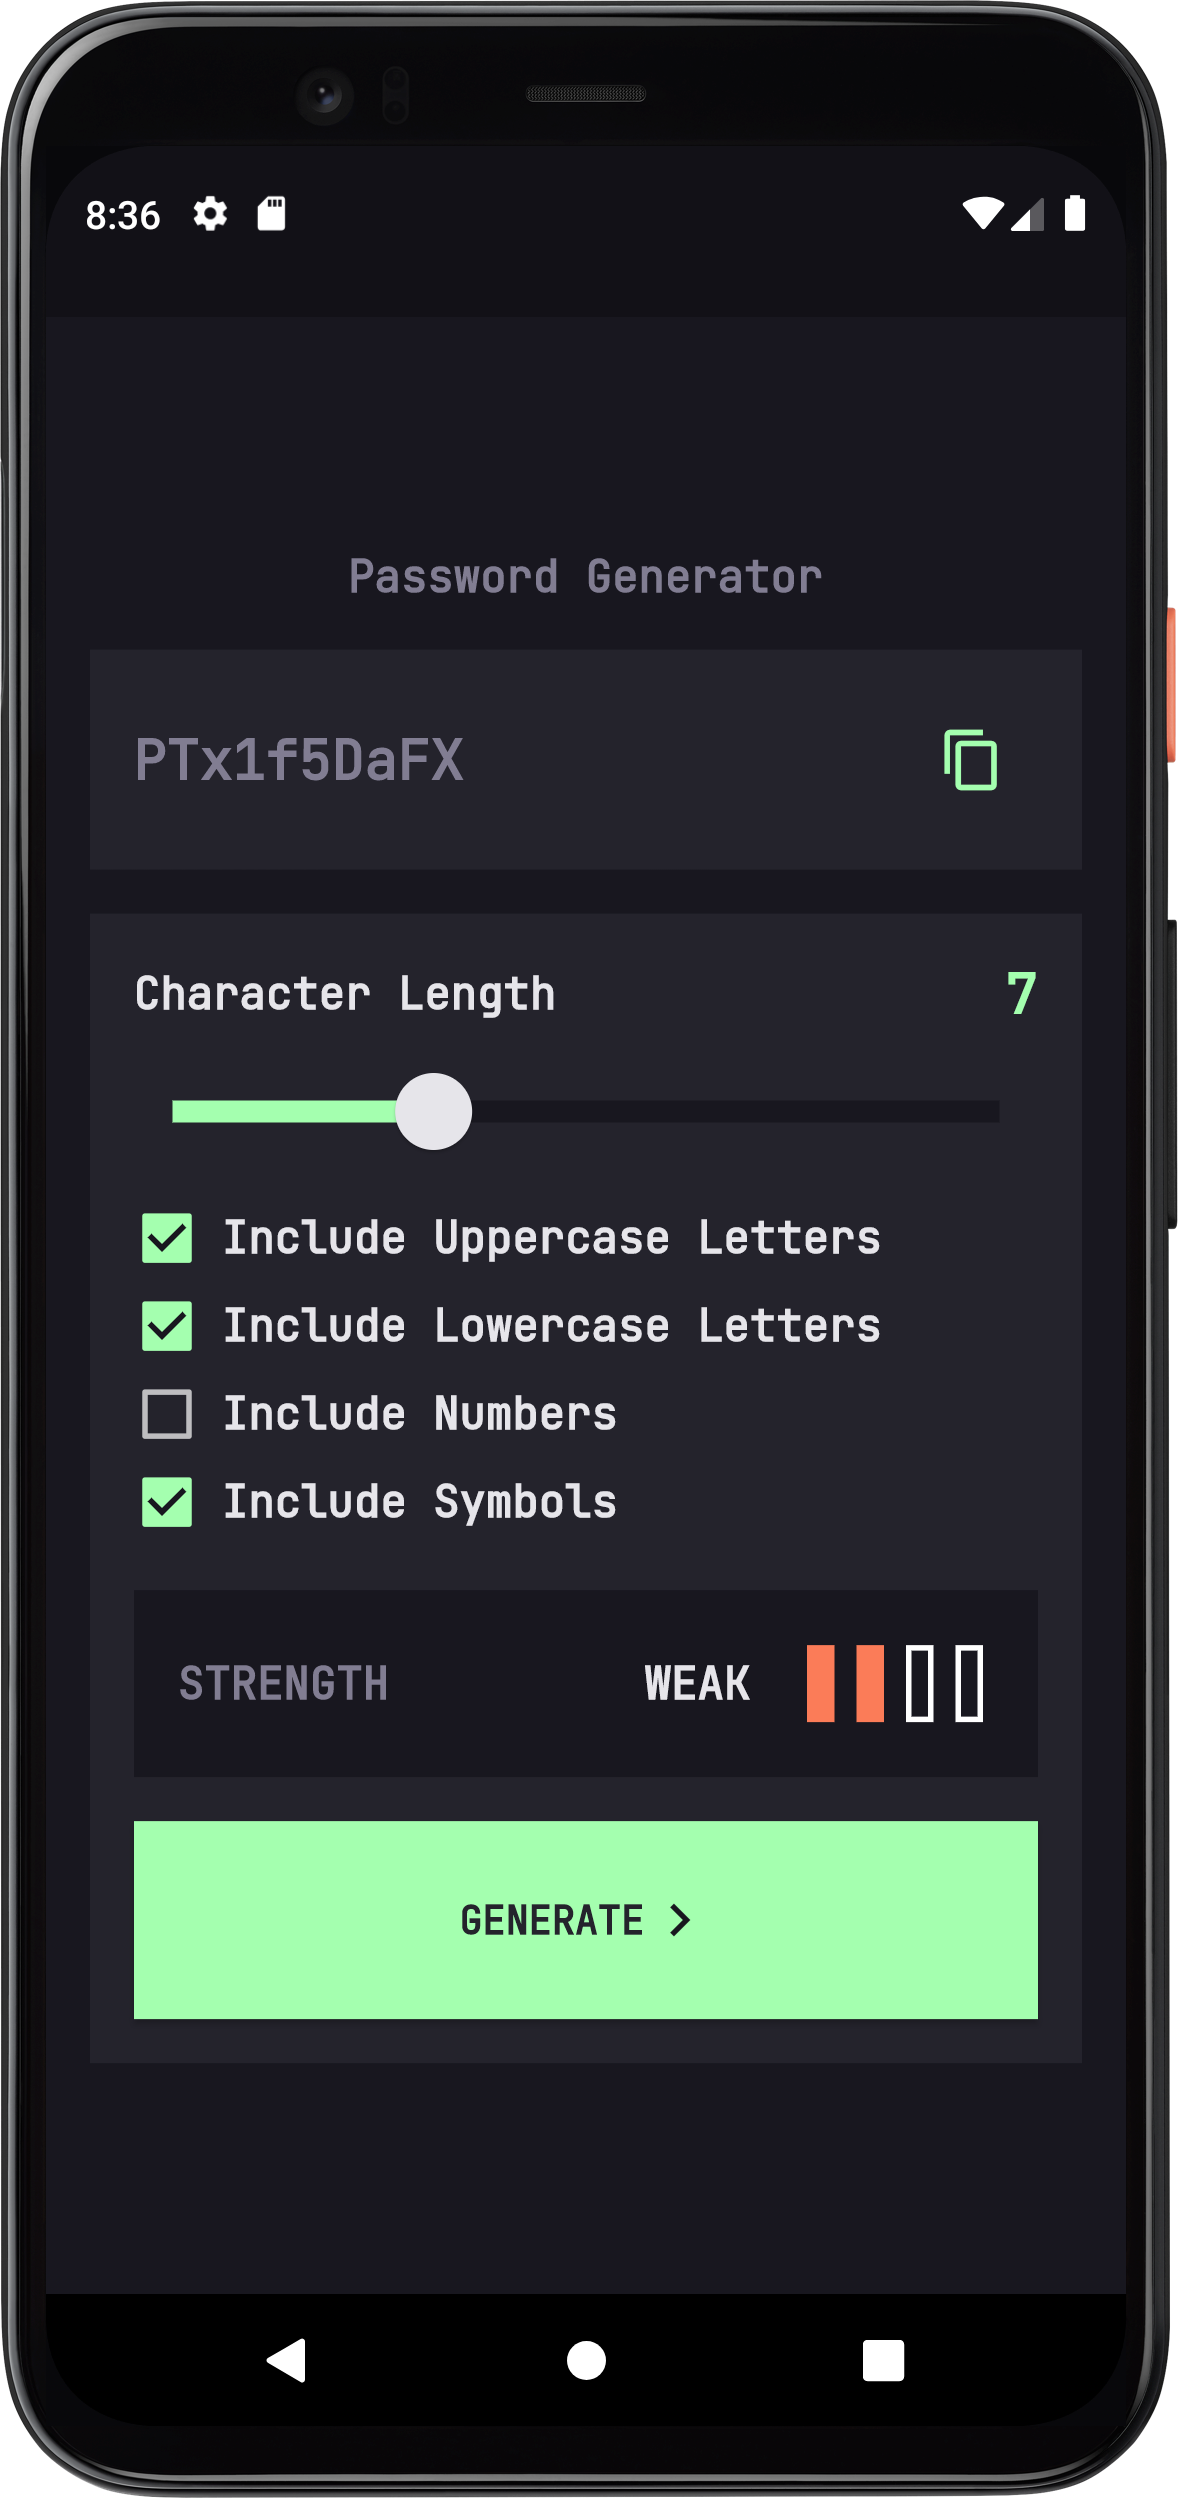 8:36
Password Generator
PTx1f5DaFX
Character Length 7
Include Uppercase Letters
Include Lowercase Letters
Include Numbers
Include Symbols
STRENGTH WEAK
GENERATE